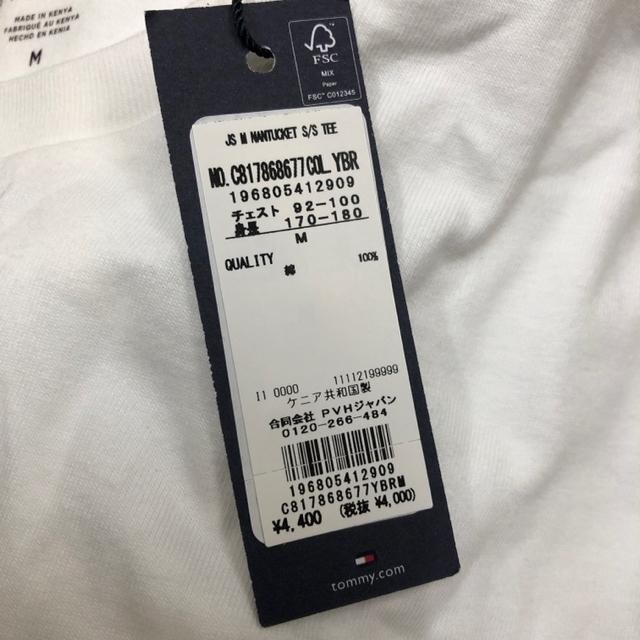 MADE IN KENYA
FABRIQUÉ AU KENYA
HECHO EN KENIA
M
FSC
MIX
Paper
FSC™ C012345
JS M NANTUCKET S/S TEE
NO.C817868677COL.YBR
196805412909
チェスト 92-100
身長 170-180
M
QUALITY
綿 100%
11 0000 11112199999
ケニア共和国製
合同会社 PVHジャパン
0120-266-484
196805412909
C817868677YBRM
¥4,400 (税抜 ¥4,000)
tommy.com